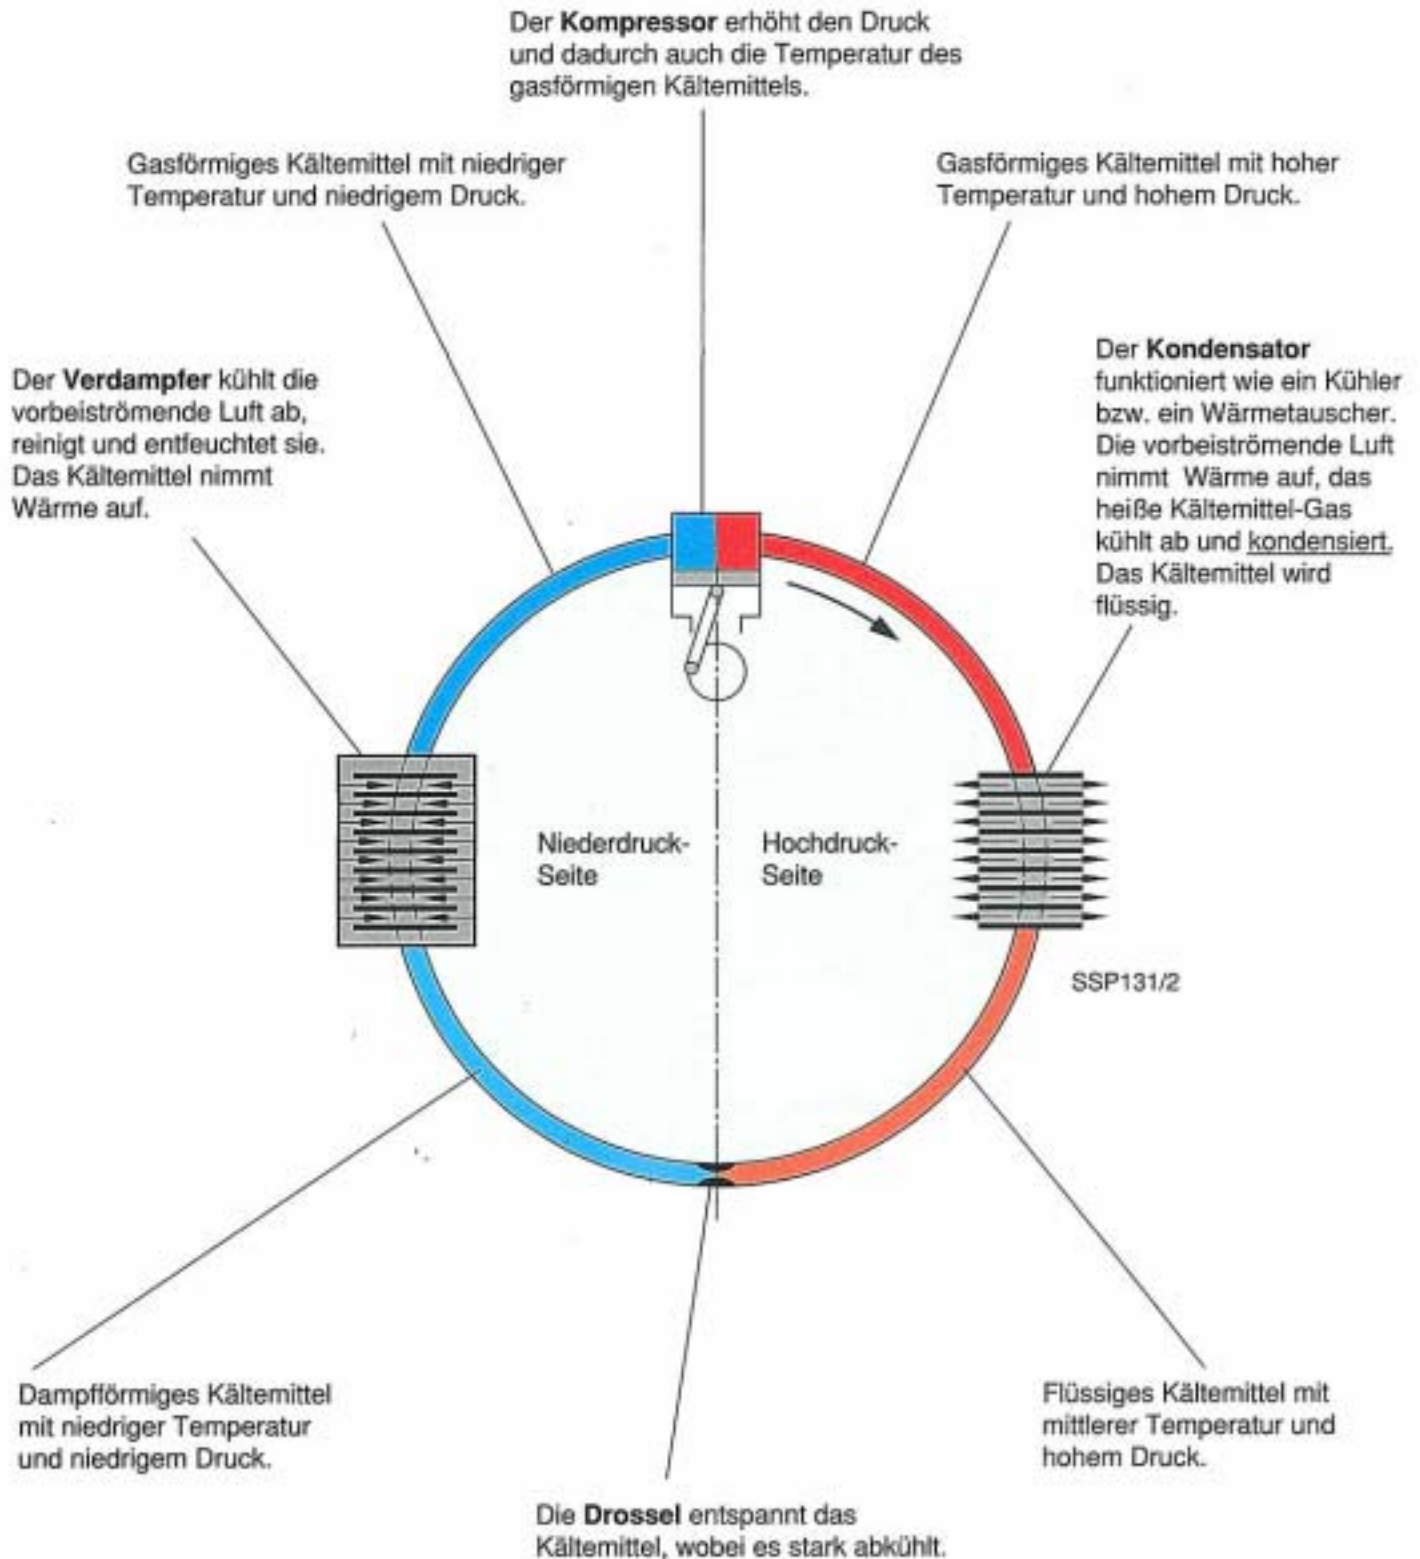 Der Kompressor erhöht den Druck
und dadurch auch die Temperatur des
gasförmigen Kältemittels.
Gasförmiges Kältemittel mit niedriger
Temperatur und niedrigem Druck.
Gasförmiges Kältemittel mit hoher
Temperatur und hohem Druck.
Der Verdampfer kühlt die
vorbeiströmende Luft ab,
reinigt und entfeuchtet sie.
Das Kältemittel nimmt
Wärme auf.
Der Kondensator
funktioniert wie ein Kühler
bzw. ein Wärmetauscher.
Die vorbeiströmende Luft
nimmt Wärme auf, das
heiße Kältemittel-Gas
kühlt ab und kondensiert.
Das Kältemittel wird
flüssig.
Niederdruck-
Seite
Hochdruck-
Seite
SSP131/2
Dampfförmiges Kältemittel
mit niedriger Temperatur
und niedrigem Druck.
Flüssiges Kältemittel mit
mittlerer Temperatur und
hohem Druck.
Die Drossel entspannt das
Kältemittel, wobei es stark abkühlt.